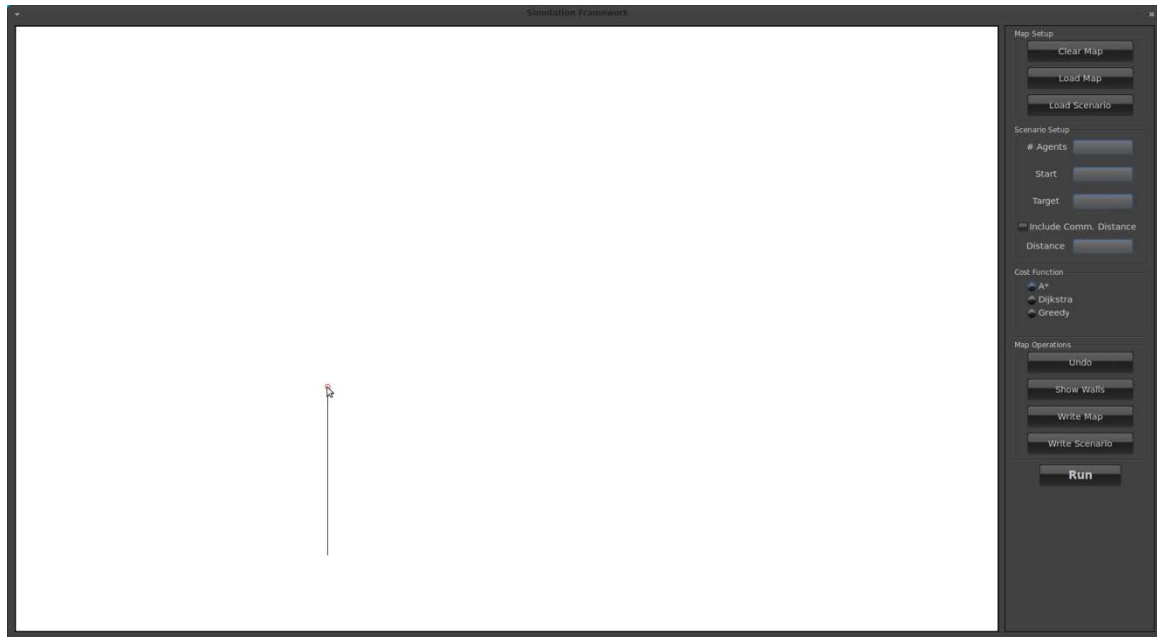 Simulation Framework
Map Setup
Clear Map
Load Map
Load Scenario
Scenario Setup
# Agents
Start
Target
Include Comm. Distance
Distance
Cost Function
A*
Dijkstra
Greedy
Map Operations
Undo
Show Walls
Write Map
Write Scenario
Run